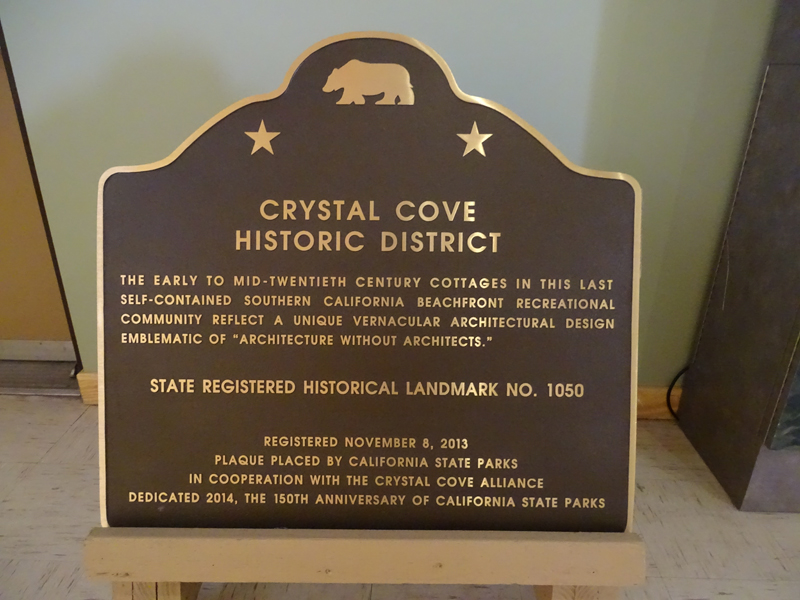 CRYSTAL COVE
HISTORIC DISTRICT
THE EARLY TO MID-TWENTIETH CENTURY COTTAGES IN THIS LAST
SELF-CONTAINED SOUTHERN CALIFORNIA BEACHFRONT RECREATIONAL
COMMUNITY REFLECT A UNIQUE VERNACULAR ARCHITECTURAL DESIGN
EMBLEMATIC OF "ARCHITECTURE WITHOUT ARCHITECTS."
STATE REGISTERED HISTORICAL LANDMARK NO. 1050
REGISTERED NOVEMBER 8, 2013
PLAQUE PLACED BY CALIFORNIA STATE PARKS
IN COOPERATION WITH THE CRYSTAL COVE ALLIANCE
DEDICATED 2014, THE 150TH ANNIVERSARY OF CALIFORNIA STATE PARKS